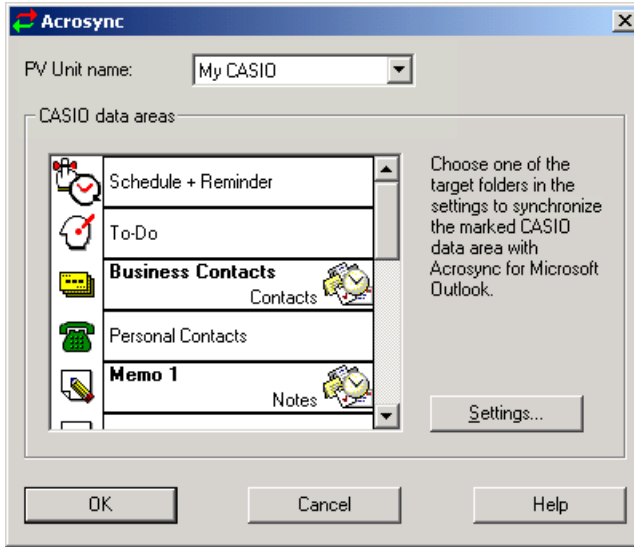 Acrosync
PV Unit name:
My CASIO
CASIO data areas
Schedule + Reminder
To-Do
Business Contacts
Contacts
Personal Contacts
Memo 1
Notes
Choose one of the
target folders in the
settings to synchronize
the marked CASIO
data area with
Acrosync for Microsoft
Outlook.
Settings...
OK
Cancel
Help